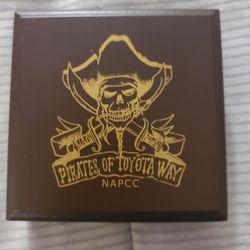 PIRATES OF TOYOTA WAY
NAPCC